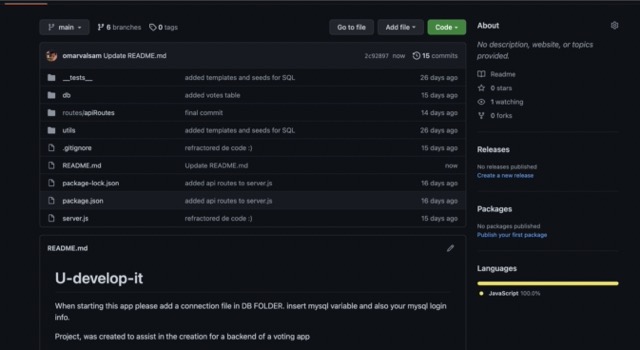 main 6 branches 0 tags Go to file Add file Code
omarvalsam Update README.md 2c92897 now 15 commits
__tests__ added templates and seeds for SQL 26 days ago
db added votes table 15 days ago
routes/apiRoutes final commit 14 days ago
utils added templates and seeds for SQL 26 days ago
.gitignore refractored de code :) 15 days ago
README.md Update README.md now
package-lock.json added api routes to server.js 16 days ago
package.json added api routes to server.js 16 days ago
server.js refractored de code :) 15 days ago
README.md
U-develop-it
When starting this app please add a connection file in DB FOLDER. insert mysql variable and also your mysql login
info.
Project, was created to assist in the creation for a backend of a voting app
About
No description, website, or topics
provided.
Readme
0 stars
1 watching
0 forks
Releases
No releases published
Create a new release
Packages
No packages published
Publish your first package
Languages
JavaScript 100.0%